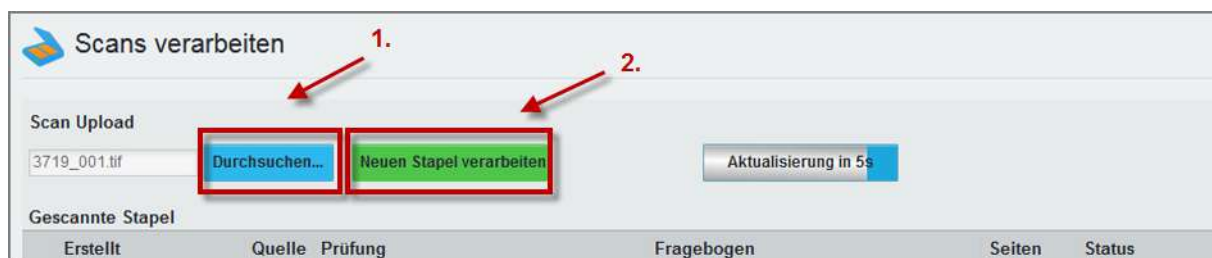 Scans verarbeiten
1.
2.
Scan Upload
3719_001.tif
Durchsuchen...
Neuen Stapel verarbeiten
Aktualisierung in 5s
Gescannte Stapel
Erstellt Quelle Prüfung Fragebogen Seiten Status